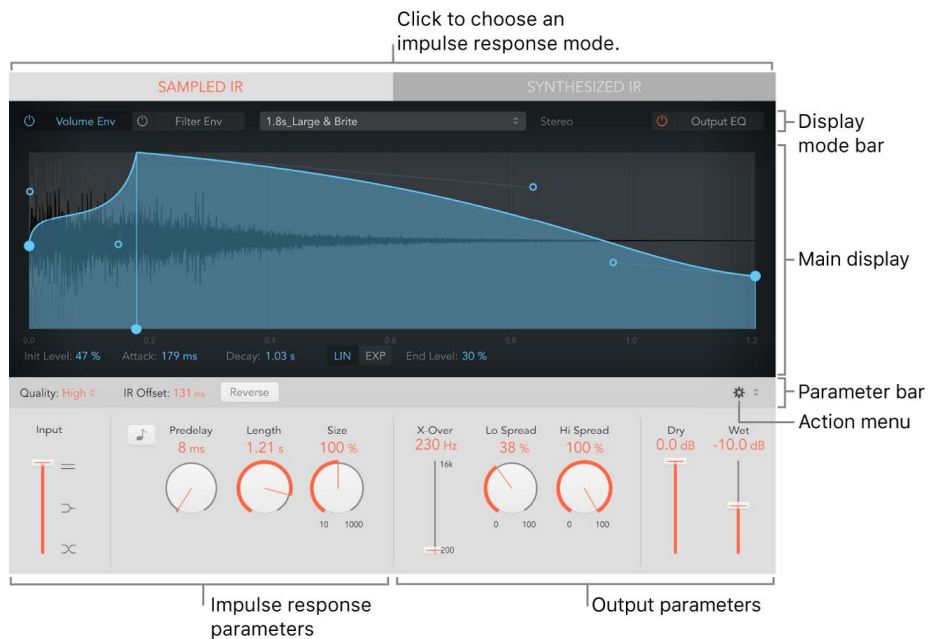 Click to choose an
impulse response mode.
SAMPLED IR
SYNTHESIZED IR
Volume Env
Filter Env
1.8s_Large & Brite
Stereo
Output EQ
Display
mode bar
Main display
0.0 0.2 0.4 0.6 0.8 1.0 1.2
Init Level: 47 % Attack: 179 ms Decay: 1.03 s LIN EXP End Level: 30 %
Quality: High IR Offset: 131 ms Reverse
Parameter bar
Action menu
Input
Predelay
8 ms
Length
1.21 s
Size
100 %
10 1000
X-Over
230 Hz
16k
200
Lo Spread
38 %
0 100
Hi Spread
100 %
0 100
Dry
0.0 dB
Wet
-10.0 dB
Impulse response
parameters
Output parameters